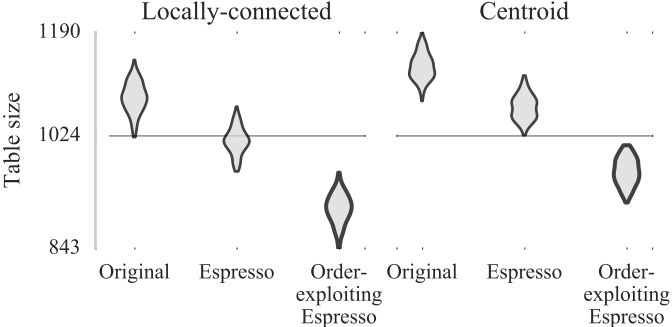 Locally-connected
Centroid
1190
1024
843
Table size
Original
Espresso
Order-
exploiting
Espresso
Original
Espresso
Order-
exploiting
Espresso